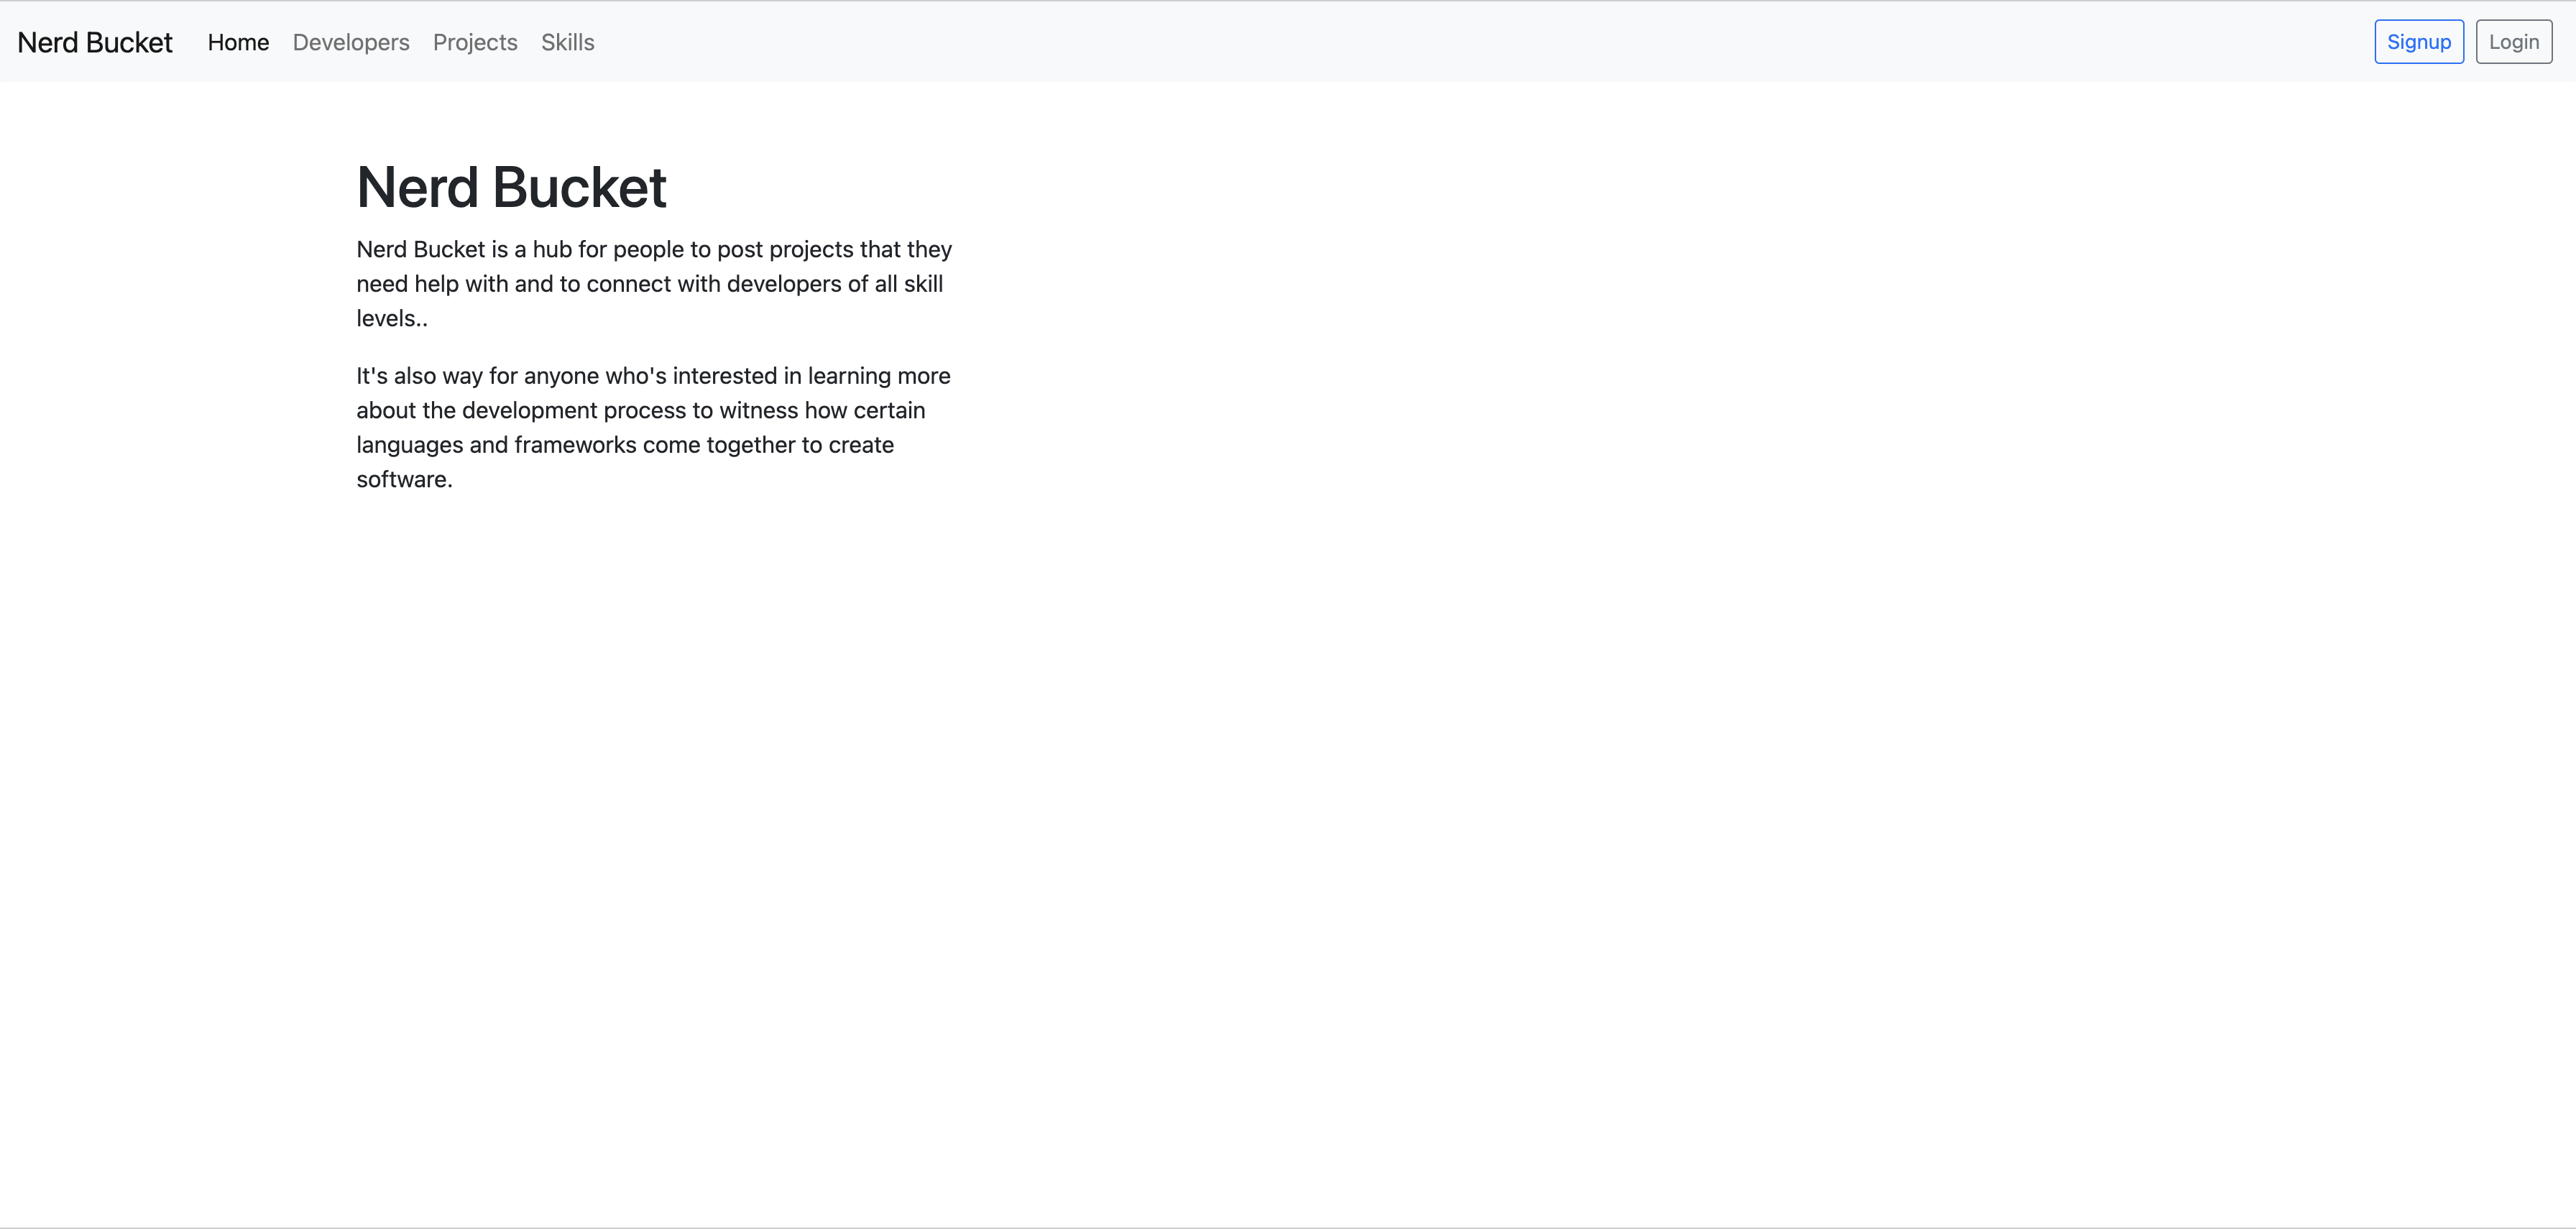 Nerd Bucket Home Developers Projects Skills Signup Login
Nerd Bucket
Nerd Bucket is a hub for people to post projects that they
need help with and to connect with developers of all skill
levels..
It's also way for anyone who's interested in learning more
about the development process to witness how certain
languages and frameworks come together to create
software.